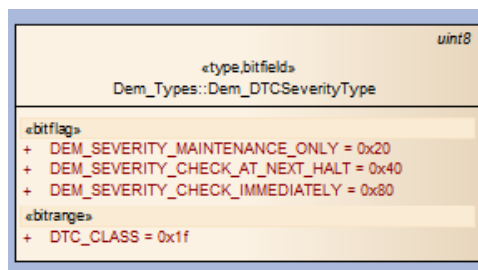 uint8
«type,bitfield»
Dem_Types::Dem_DTCSeverityType
«bitflag»
+ DEM_SEVERITY_MAINTENANCE_ONLY = 0x20
+ DEM_SEVERITY_CHECK_AT_NEXT_HALT = 0x40
+ DEM_SEVERITY_CHECK_IMMEDIATELY = 0x80
«bitrange»
+ DTC_CLASS = 0x1f